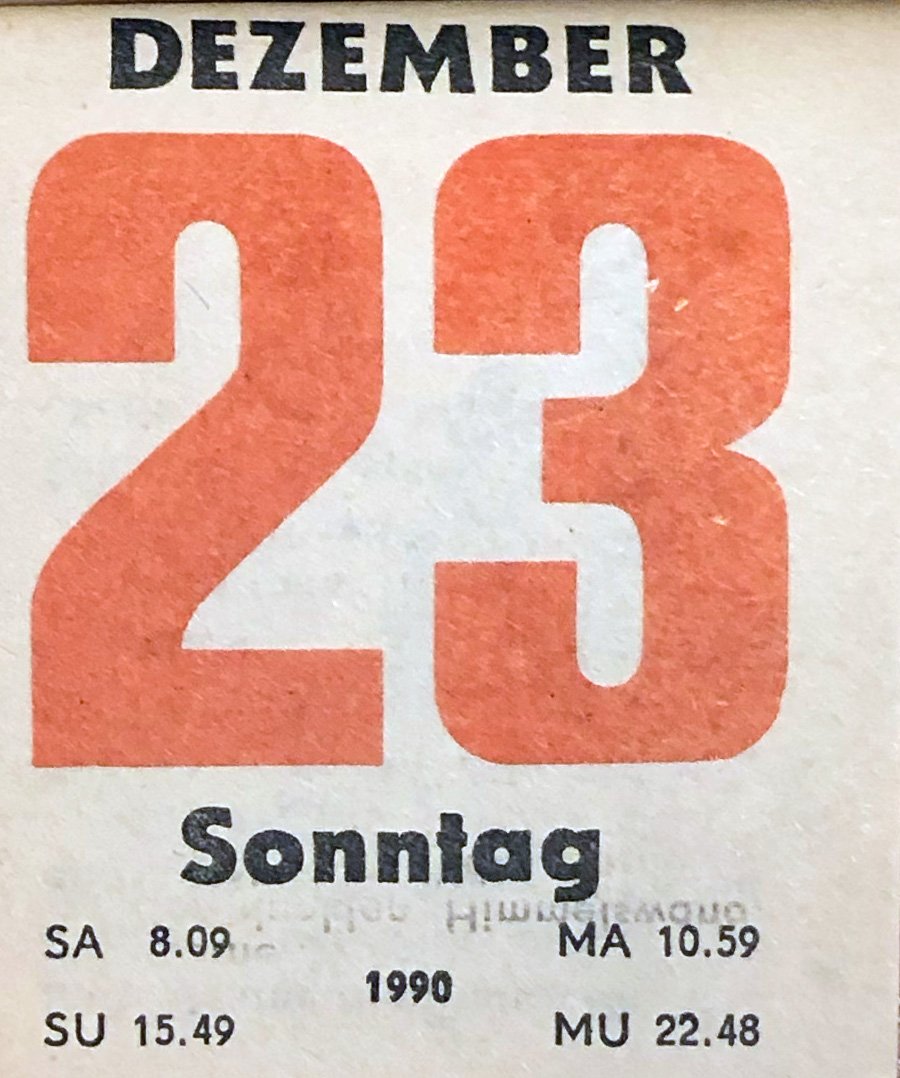 DEZEMBER
23
Sonntag
SA 8.09 MA 10.59
1990
SU 15.49 MU 22.48